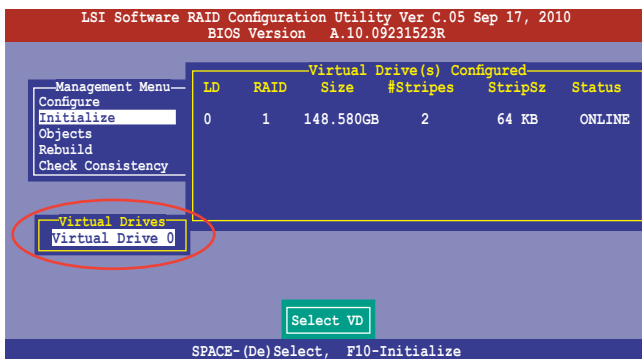 LSI Software RAID Configuration Utility Ver C.05 Sep 17, 2010
BIOS Version A.10.09231523R
Virtual Drive(s) Configured
LD RAID Size #Stripes StripSz Status
0 1 148.580GB 2 64 KB ONLINE
Management Menu
Configure
Initialize
Objects
Rebuild
Check Consistency
Virtual Drives
Virtual Drive 0
Select VD
SPACE-(De)Select, F10-Initialize